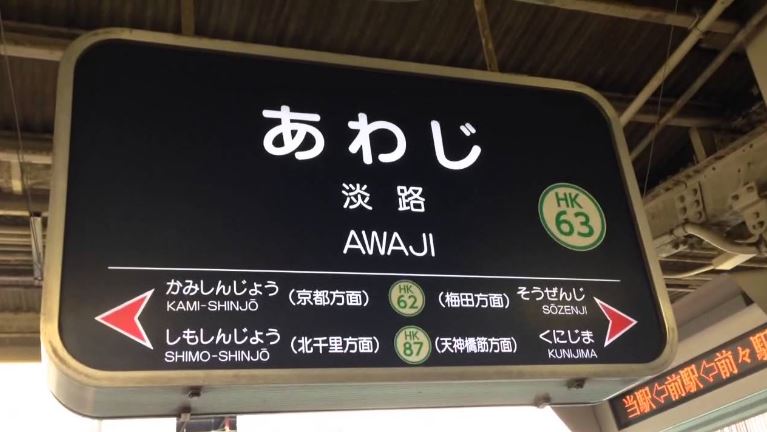 あわじ
淡路
AWAJI
HK
63
かみしんじょう (京都方面) HK 62 (梅田方面) そうぜんじ
KAMI-SHINJŌ SŌZENJI
しもしんじょう (北千里方面) HK 87 (天神橋筋方面) くにじま
SHIMO-SHINJŌ KUNIJIMA
当駅⇦前駅⇦前々駅